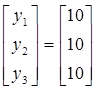 [y₁] = [10]
[y₂] = [10]
[y₃] = [10]